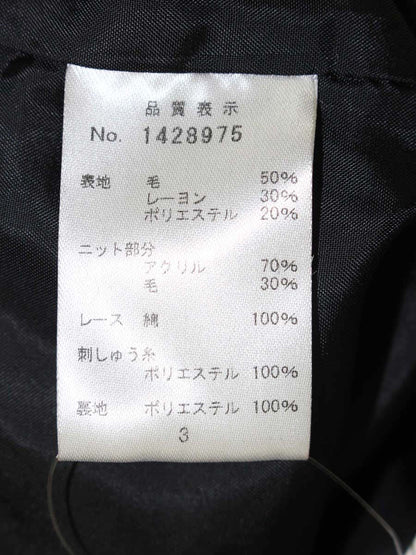 品質表示
No. 1428975
表地 毛 50%
レーヨン 30%
ポリエステル 20%
ニット部分
アクリル 70%
毛 30%
レース 綿 100%
刺しゅう糸
ポリエステル 100%
裏地 ポリエステル 100%
3